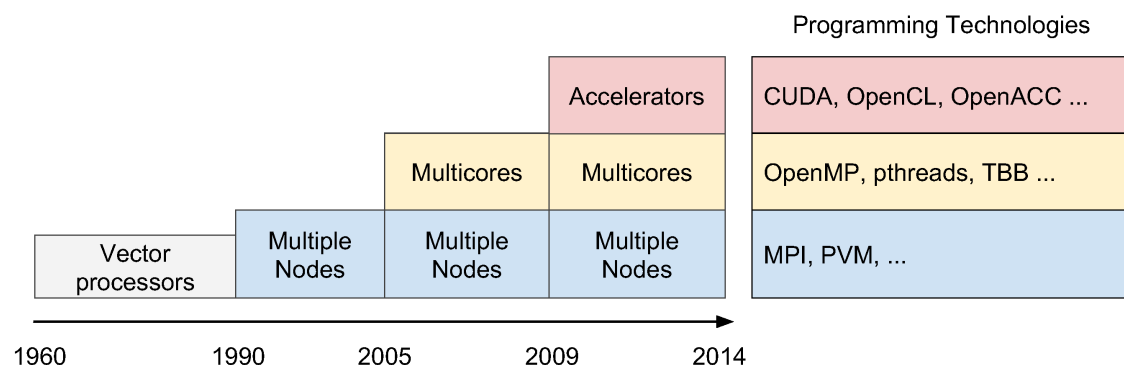 Programming Technologies
Accelerators
CUDA, OpenCL, OpenACC ...
Multicores
Multicores
OpenMP, pthreads, TBB ...
Vector
processors
Multiple
Nodes
Multiple
Nodes
Multiple
Nodes
MPI, PVM, ...
1960
1990
2005
2009
2014